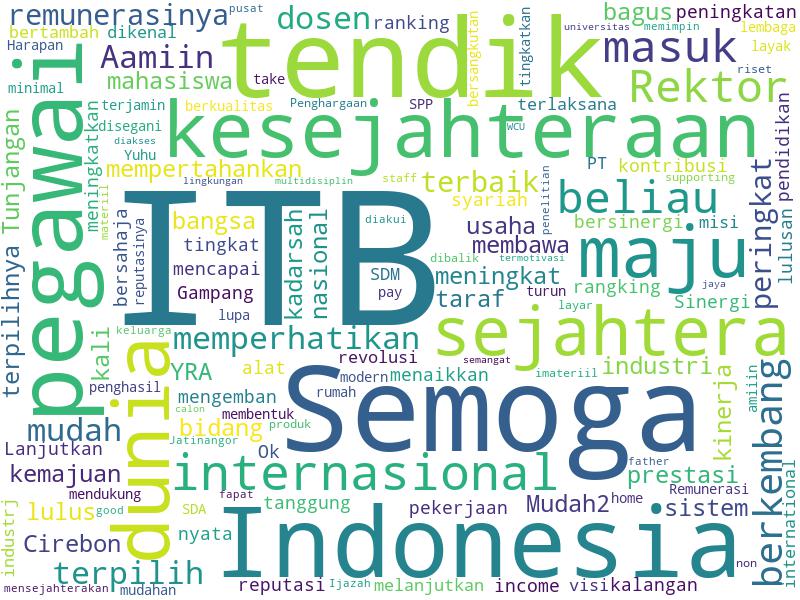 remunerasinya
pusat
dosen
ranking
bagus
peningkatan
bertambah
dikenal
universitas
memimpin
lembaga
Harapan
Aamiin
tendik
masuk
layak
minimal
mahasiswa
take
bersangkutan
tingkatkan
Rektor
riset
pegawai
terjamin
berkualitas
Penghargaan
SPP
terlaksana
disegani
kesejahteraan
WCU
diakses
Yuhu
Tunjangan
meningkatkan
mempertahankan
PT
kontribusi
pendidikan
lingkungan
multidisiplin
staff
terbaik
penelitian
supporting
materiil
syariah
beliau
peringkat
ITB
bersahaja
reputasinya
bangsa
kadarsah
nasional
diakui
usaha
bersinergi
misi
lulusan
tingkat
membawa
maju
terpilihnya
mencapai
SDM
dibalik
termotivasi
meningkat
Gampang
pay
taraf
turun
rangking
jaya
lupa
layar
Sinergi
kali
keluarga
memperhatikan
sejahtera
dunia
revolusi
semangat
YRA
alat
modern
menaikkan
imateriil
industri
penghasil
mengemban
rumah
Semoga
kinerja
amiiin
berkembang
calon
membentuk
mudah
bidang
produk
Jatinangor
Lanjutkan
Ok
father
kemajuan
internasional
prestasi
international
mendukung
fapat
home
Remunerasi
industrj
lulus
good
SDA
tanggung
pekerjaan
Mudah2
sistem
Cirebon
nyata
Indonesia
terpilih
non
mensejahterakan
mudahan
reputasi
Ijazah
melanjutkan
income
visi
kalangan